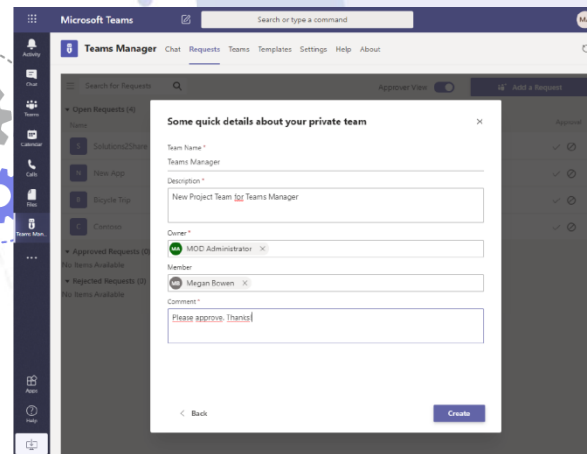 Microsoft Teams
Search or type a command
MA
Activity
Chat
Teams
Calendar
Calls
Files
Teams Man...
...
Apps
Help
Teams Manager Chat Requests Teams Templates Settings Help About
Search for Requests
Approver View
Add a Request
Open Requests (4)
Name
Approval
S Solutions2Share
N New App
B Bicycle Trip
C Contoso
Approved Requests (0)
No Items Available
Rejected Requests (0)
No Items Available
Some quick details about your private team
Team Name *
Teams Manager
Description *
New Project Team for Teams Manager
Owner *
MA MOD Administrator ×
Member
MB Megan Bowen ×
Comment *
Please approve. Thanks!
< Back
Create